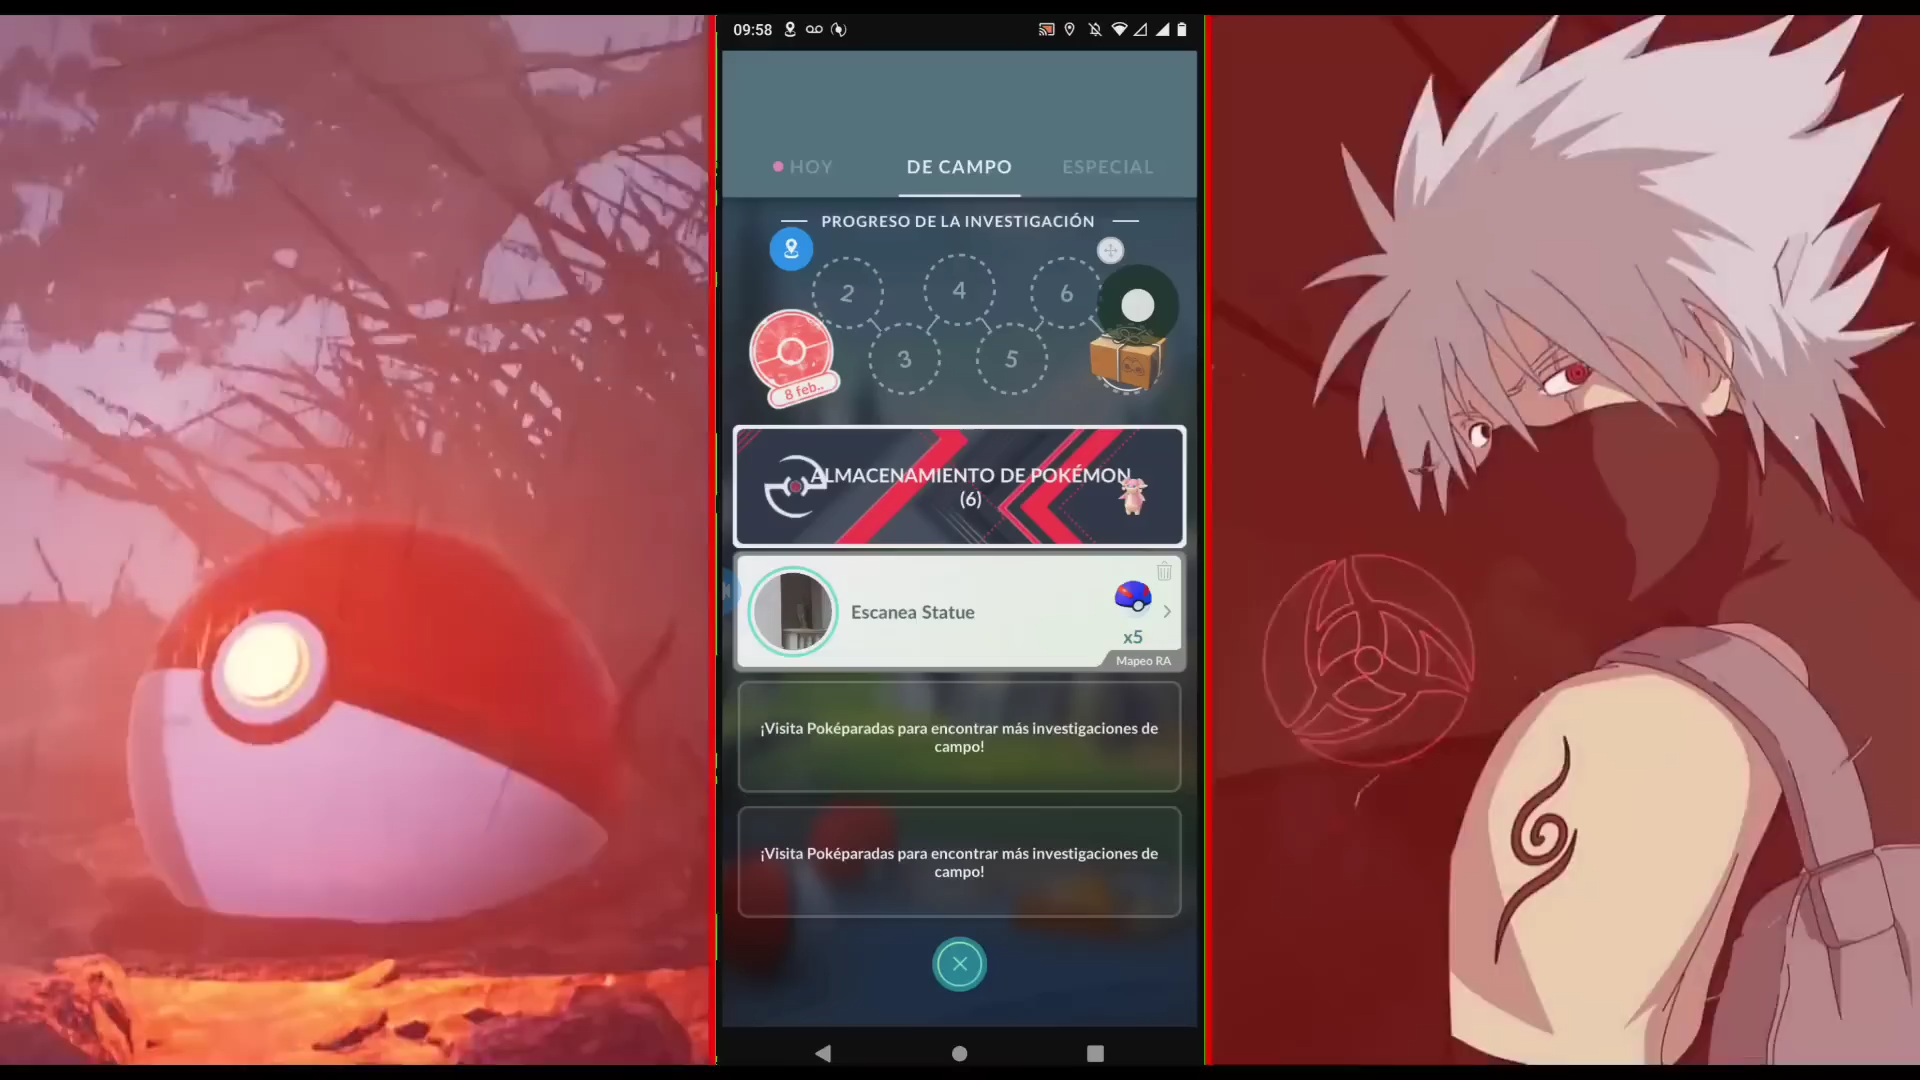 09:58
HOY
DE CAMPO
ESPECIAL
PROGRESO DE LA INVESTIGACIÓN
2
4
6
3
5
8 feb..
ALMACENAMIENTO DE POKÉMON
(6)
Escanea Statue
x5
Mapeo RA
¡Visita Poképaradas para encontrar más investigaciones de
campo!
¡Visita Poképaradas para encontrar más investigaciones de
campo!